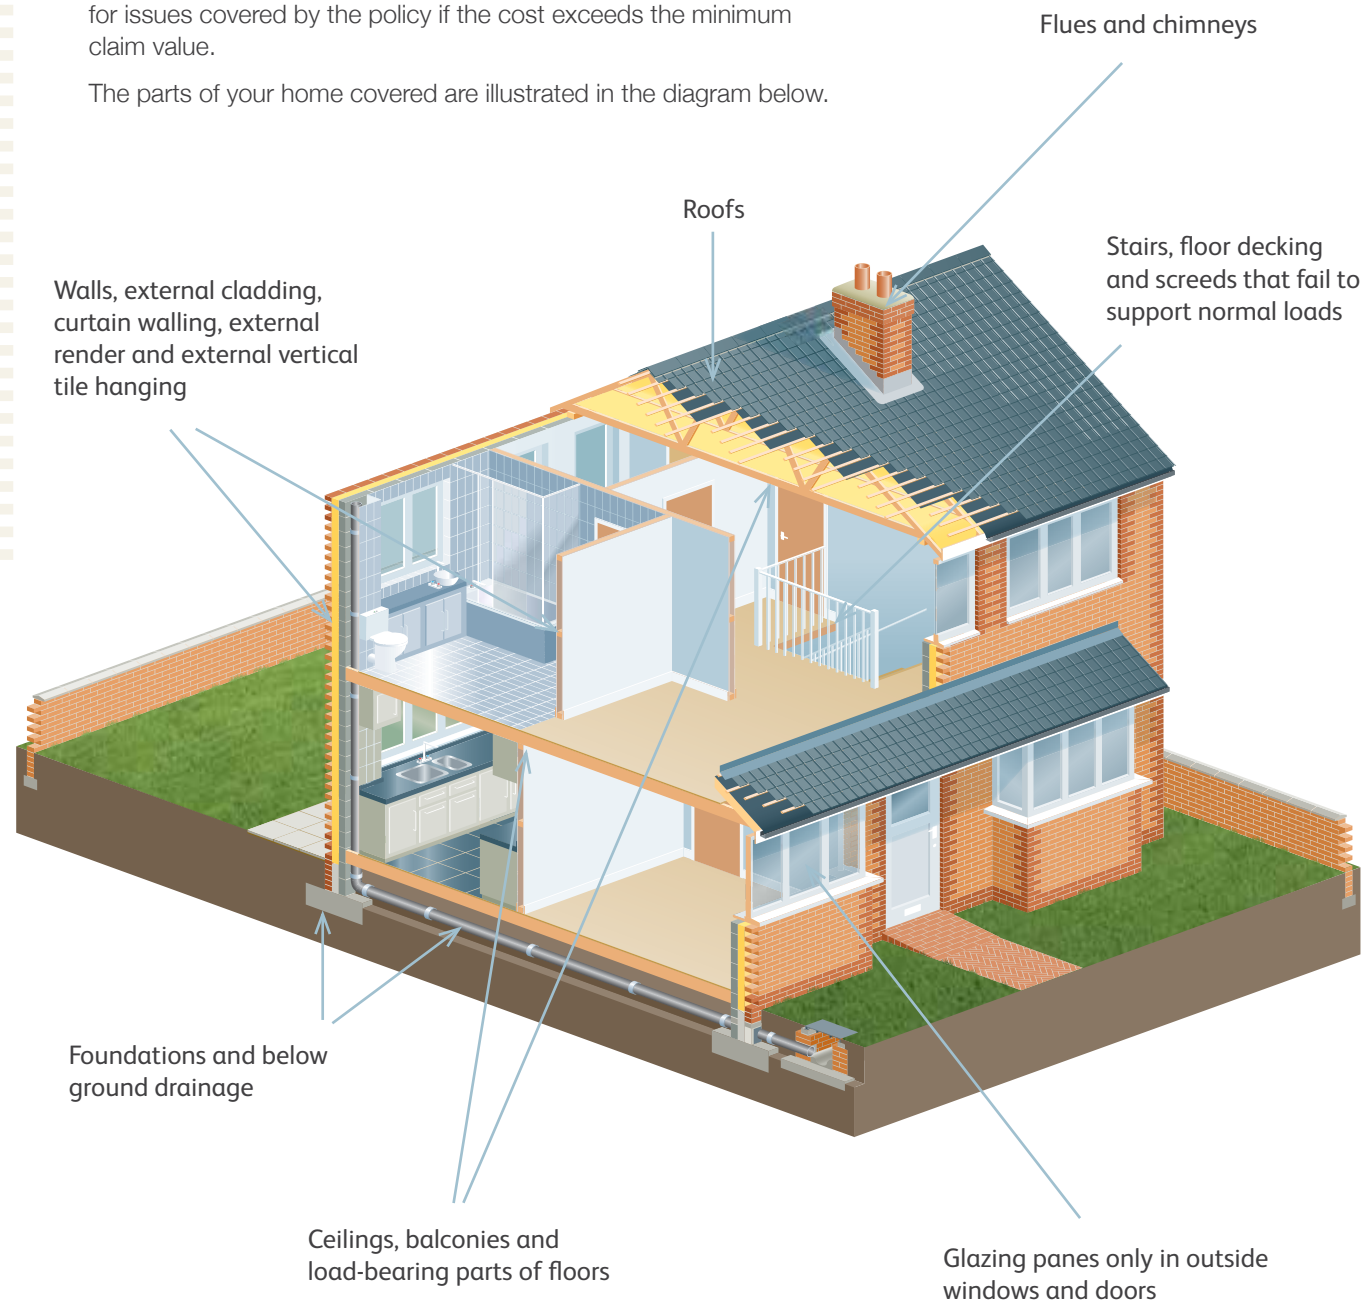 for issues covered by the policy if the cost exceeds the minimum
claim value.
The parts of your home covered are illustrated in the diagram below.
Flues and chimneys
Roofs
Stairs, floor decking
and screeds that fail to
support normal loads
Walls, external cladding,
curtain walling, external
render and external vertical
tile hanging
Foundations and below
ground drainage
Ceilings, balconies and
load-bearing parts of floors
Glazing panes only in outside
windows and doors